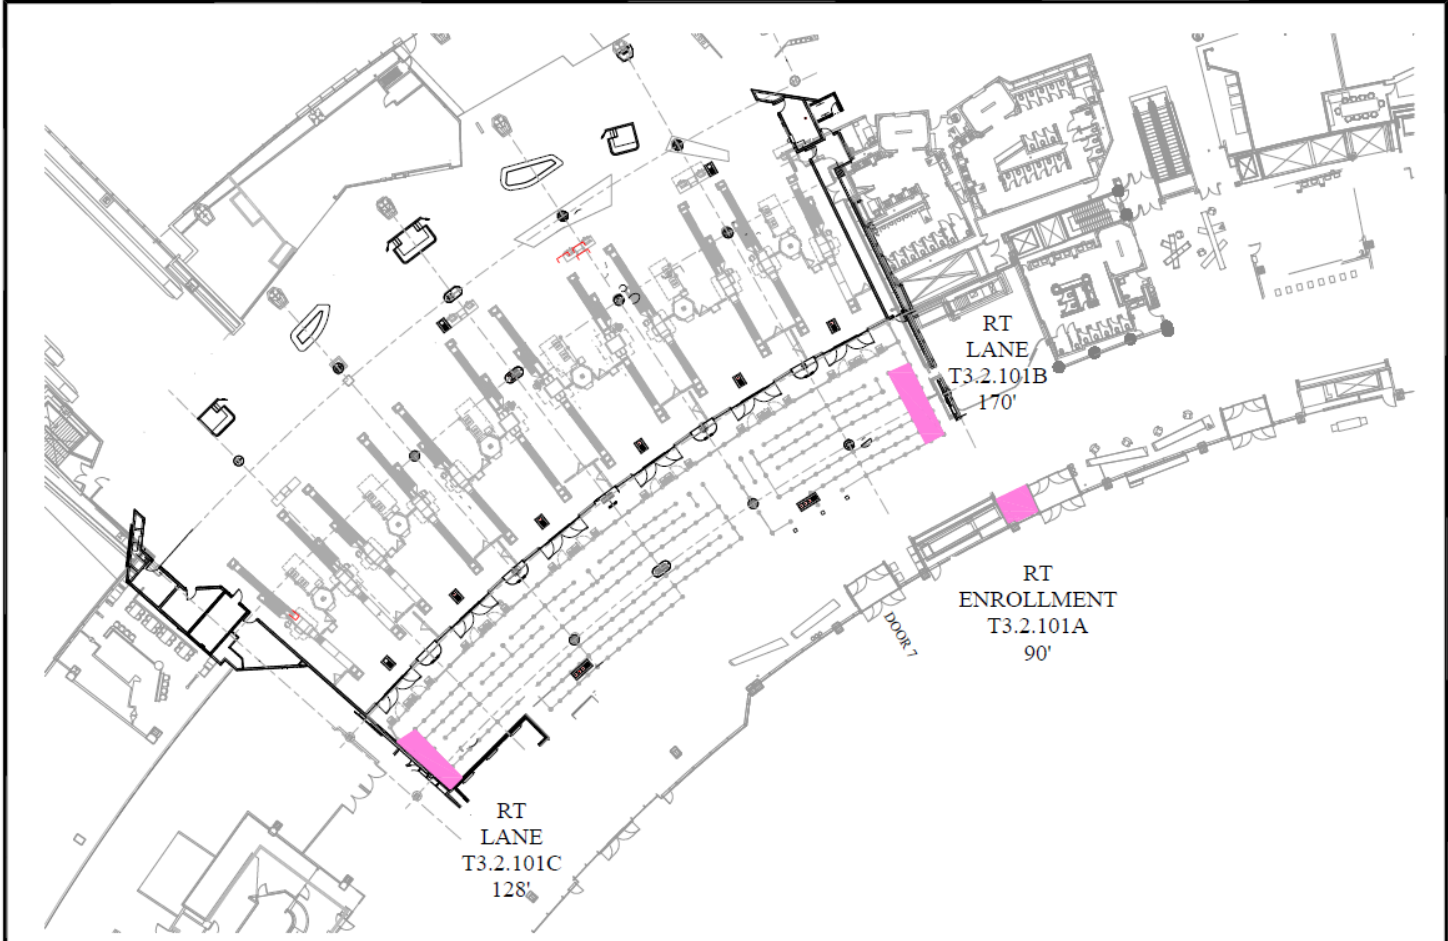 RT
LANE
T3.2.101B
170'
RT
ENROLLMENT
T3.2.101A
90'
DOOR 7
RT
LANE
T3.2.101C
128'